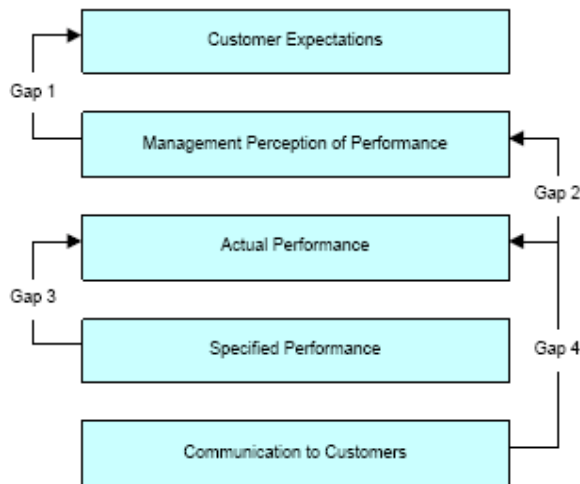 Customer Expectations
Gap 1
Management Perception of Performance
Gap 2
Actual Performance
Gap 3
Specified Performance
Gap 4
Communication to Customers